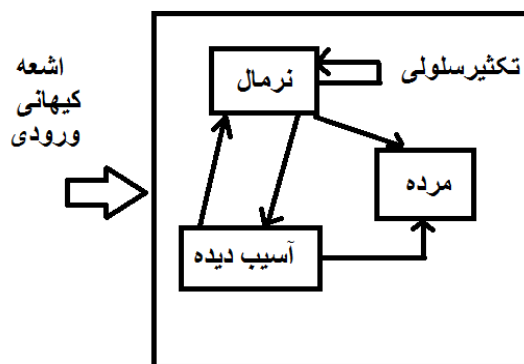 اشعه
کیهانی
ورودی
نرمال
تکثیرسلولی
مرده
آسیب دیده